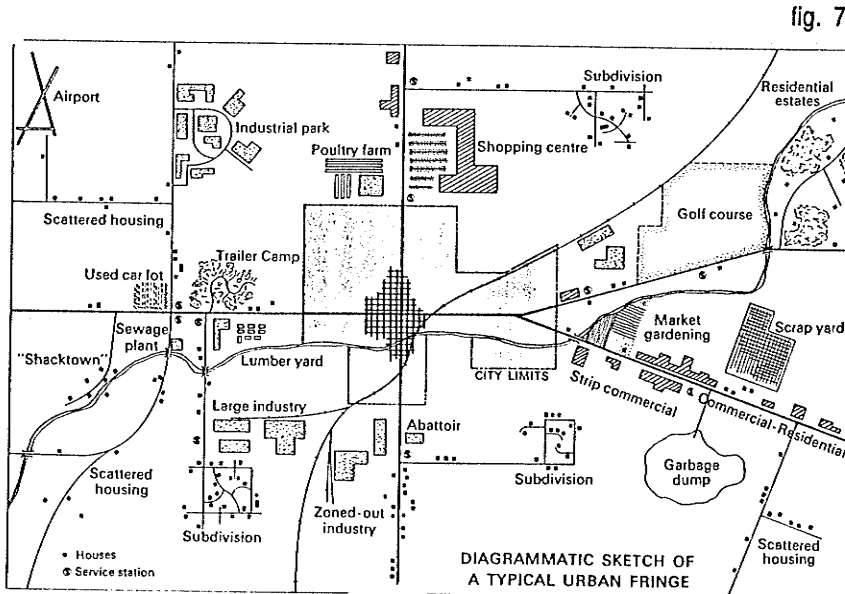 fig. 7
Airport
Industrial park
Poultry farm
Subdivision
Shopping centre
Residential
estates
Scattered housing
Golf course
Used car lot
Trailer Camp
Sewage
plant
"Shacktown"
Lumber yard
CITY LIMITS
Market
gardening
Scrap yard
Strip commercial
Commercial-Residential
Large industry
Abattoir
Scattered
housing
Subdivision
Zoned-out
industry
Subdivision
Garbage
dump
Scattered
housing
Houses
Service station
DIAGRAMMATIC SKETCH OF
A TYPICAL URBAN FRINGE